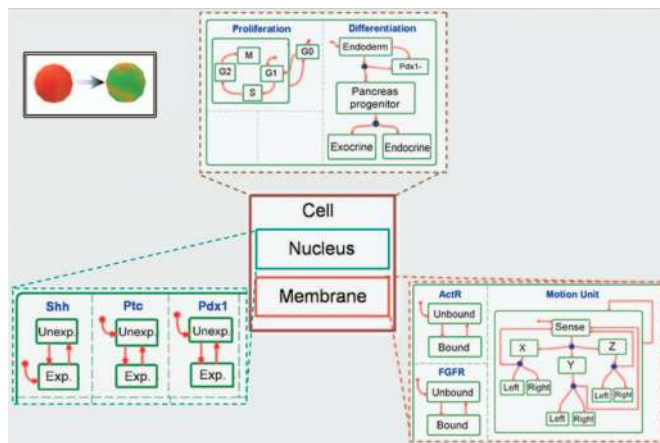 Proliferation
Differentiation
M
G0
G2
G1
S
Endoderm
Pdx1-
Pancreas
progenitor
Exocrine
Endocrine
Cell
Nucleus
Membrane
Shh
Ptc
Pdx1
Unexp.
Unexp.
Unexp.
Exp.
Exp.
Exp.
ActR
Unbound
Bound
FGFR
Unbound
Bound
Motion Unit
Sense
X
Y
Z
Left
Right
Left
Right
Left
Right